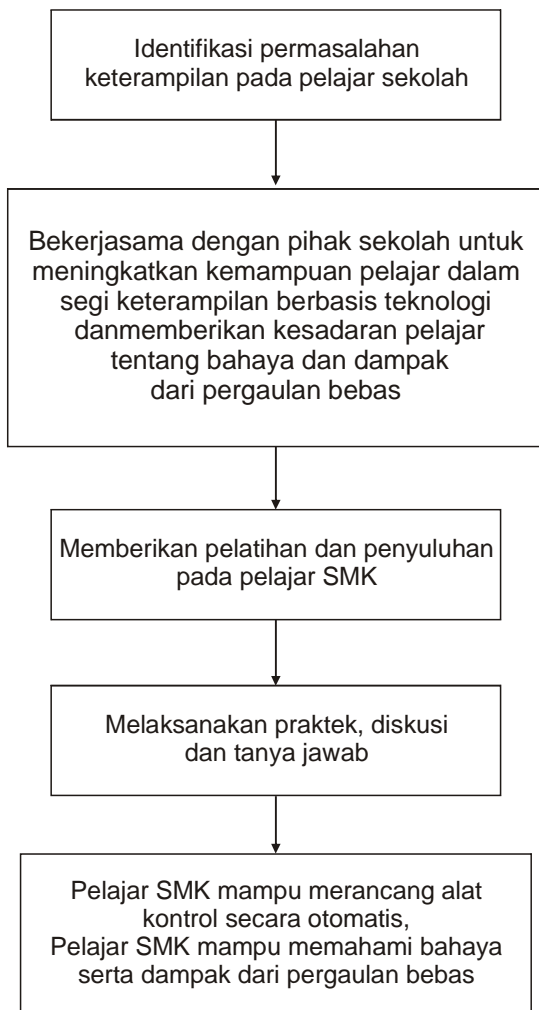 Identifikasi permasalahan
keterampilan pada pelajar sekolah
Bekerjasama dengan pihak sekolah untuk
meningkatkan kemampuan pelajar dalam
segi keterampilan berbasis teknologi
danmemberikan kesadaran pelajar
tentang bahaya dan dampak
dari pergaulan bebas
Memberikan pelatihan dan penyuluhan
pada pelajar SMK
Melaksanakan praktek, diskusi
dan tanya jawab
Pelajar SMK mampu merancang alat
kontrol secara otomatis,
Pelajar SMK mampu memahami bahaya
serta dampak dari pergaulan bebas